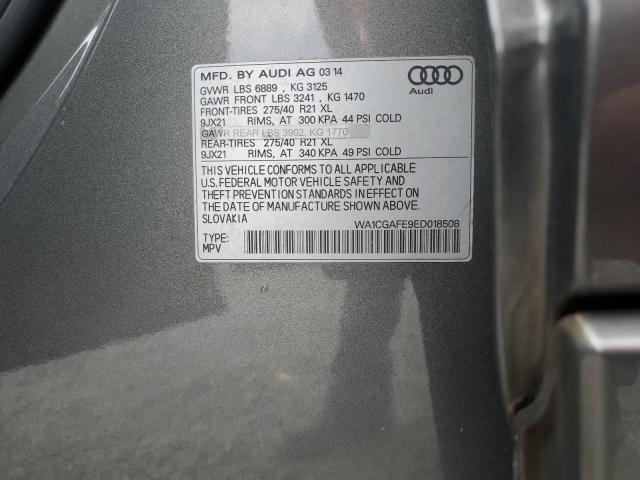 MFD. BY AUDI AG 03 14
GVWR LBS 6889 , KG 3125
GAWR FRONT LBS 3241 , KG 1470
FRONT-TIRES 275/40 R21 XL
9JX21 RIMS, AT 300 KPA 44 PSI COLD
GAWR REAR LBS 3902, KG 1770
REAR-TIRES 275/40 R21 XL
9JX21 RIMS, AT 340 KPA 49 PSI COLD
THIS VEHICLE CONFORMS TO ALL APPLICABLE
U.S. FEDERAL MOTOR VEHICLE SAFETY AND
THEFT PREVENTION STANDARDS IN EFFECT ON
THE DATE OF MANUFACTURE SHOWN ABOVE.
SLOVAKIA
WA1CGAFE9ED018508
TYPE:
MPV
Audi